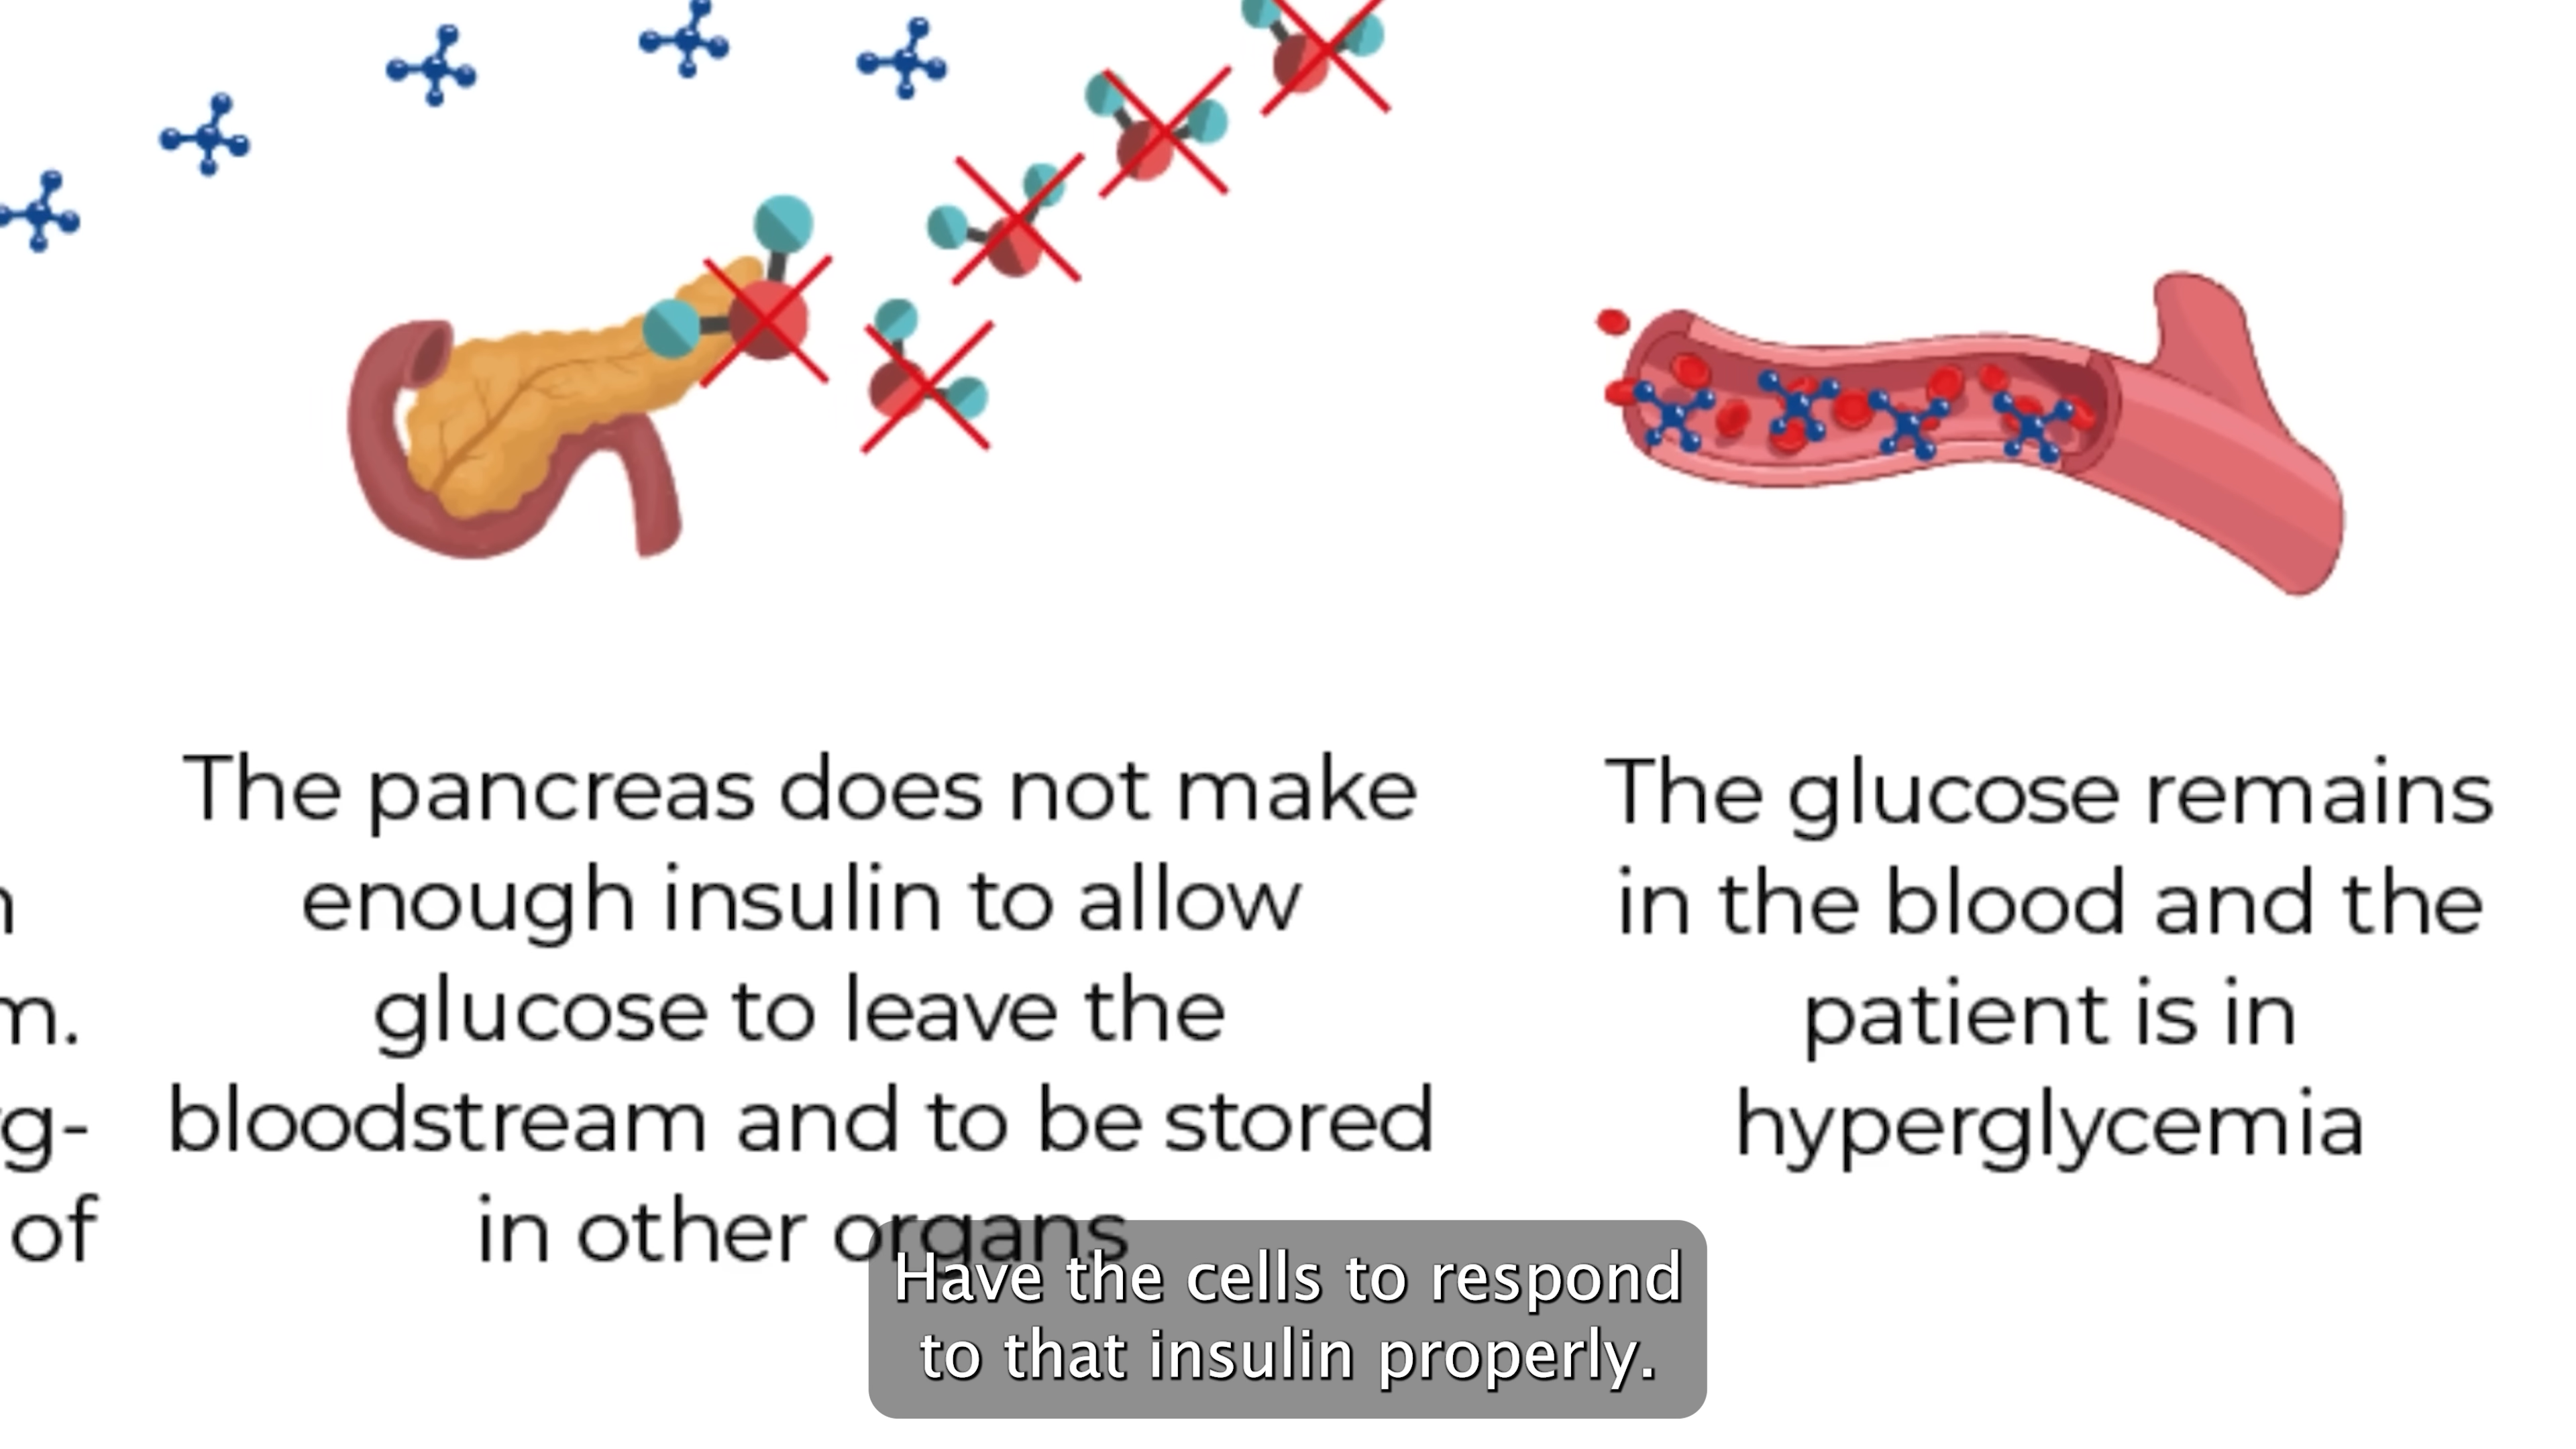 The pancreas does not make
enough insulin to allow
glucose to leave the
bloodstream and to be stored
in other organs
The glucose remains
in the blood and the
patient is in
hyperglycemia
m.
g-
of
Have the cells to respond
to that insulin properly.